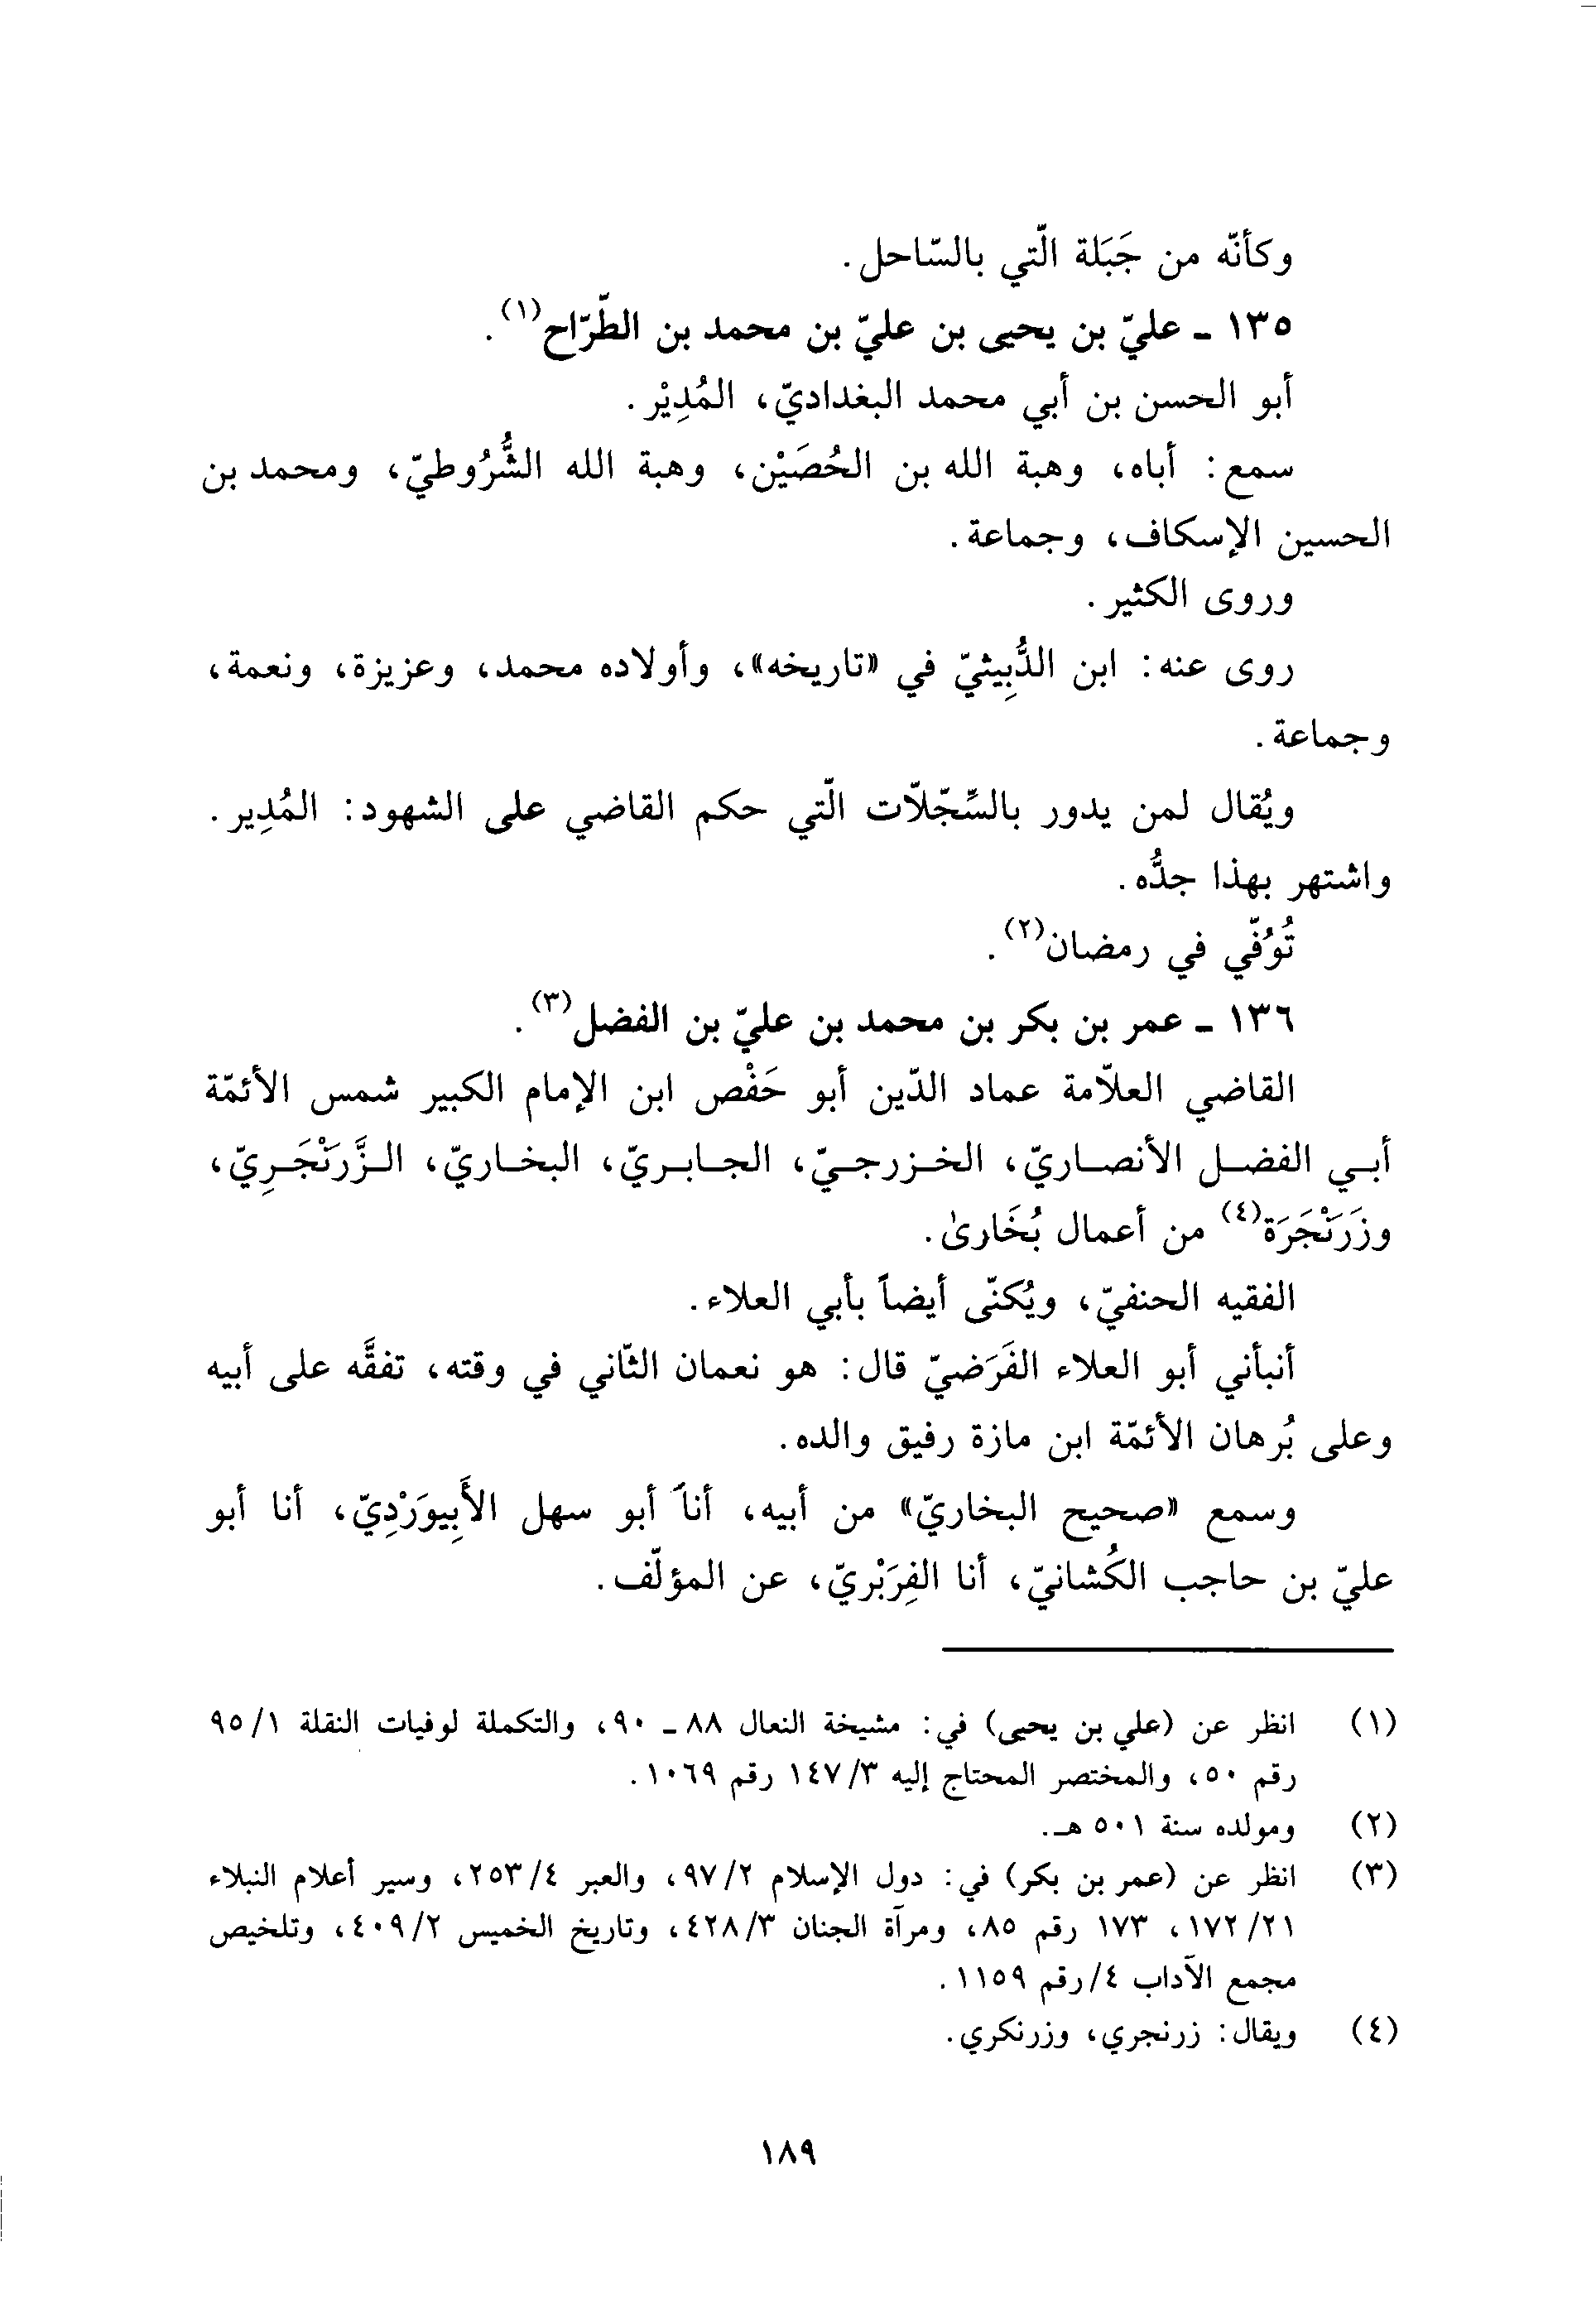 وكأنّه من جَبَلة الّتي بالسّاحل.
١٣٥ ـ عليّ بن يحيى بن عليّ بن محمد بن الطّرّاح(١).
أبو الحسن بن أبي محمد البغداديّ، المُدِيْر.
سمع: أباه، وهبة الله بن الحُصَيْن، وهبة الله الشُّرُوطيّ، ومحمد بن
الحسين الإسكاف، وجماعة.
وروى الكثير.
روى عنه: ابن الدُّبِيثيّ في «تاريخه»، وأولاده محمد، وعزيزة، ونعمة،
وجماعة.
ويُقال لمن يدور بالسِّجّلاّت الّتي حكم القاضي على الشهود: المُدِير.
واشتهر بهذا جدُّه.
تُوُفّي في رمضان(٢).
١٣٦ ـ عمر بن بكر بن محمد بن عليّ بن الفضل(٣).
القاضي العلاّمة عماد الدّين أبو حَفْص ابن الإمام الكبير شمس الأئمّة
أبي الفضل الأنصاريّ، الخزرجيّ، الجابريّ، البخاريّ، الزَّرَنْجَرِيّ،
وزَرَنْجَرَة(٤) من أعمال بُخَارىٰ.
الفقيه الحنفيّ، ويُكنّى أيضاً بأبي العلاء.
أنبأني أبو العلاء الفَرَضيّ قال: هو نعمان الثّاني في وقته، تفقَّه على أبيه
وعلى بُرهان الأئمّة ابن مازة رفيق والده.
وسمع «صحيح البخاريّ» من أبيه، أنا أبو سهل الأَبِيوَرْدِيّ، أنا أبو
عليّ بن حاجب الكُشانيّ، أنا الفِرَبْريّ، عن المؤلّف.
(١) انظر عن (علي بن يحيى) في: مشيخة النعال ٨٨ ـ ٩٠، والتكملة لوفيات النقلة ١/ ٩٥
رقم ٥٠، والمختصر المحتاج إليه ٣/ ١٤٧ رقم ١٠٦٩.
(٢) ومولده سنة ٥٠١ هـ.
(٣) انظر عن (عمر بن بكر) في: دول الإسلام ٢/ ٩٧، والعبر ٤/ ٢٥٣، وسير أعلام النبلاء
٢١/ ١٧٢، ١٧٣ رقم ٨٥، ومرآة الجنان ٣/ ٤٢٨، وتاريخ الخميس ٢/ ٤٠٩، وتلخيص
مجمع الآداب ٤/ رقم ١١٥٩.
(٤) ويقال: زرنجري، وزرنكري.
١٨٩